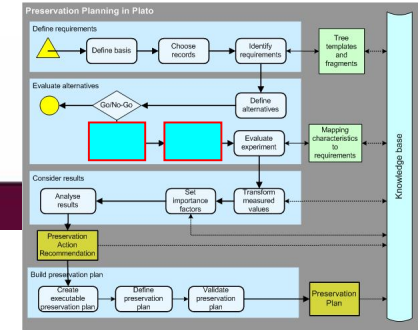 Preservation Planning in Plato
Define requirements
Define basis
Choose
records
Identify
requirements
Tree
templates
and
fragments
Evaluate alternatives
Go/No-Go
Define
alternatives
Evaluate
experiment
Mapping
characteristics
to
requirements
Knowledge base
Consider results
Analyse
results
Set
importance
factors
Transform
measured
values
Preservation
Action
Recommendation
Build preservation plan
Create
executable
preservation plan
Define
preservation
plan
Validate
preservation
plan
Preservation
Plan